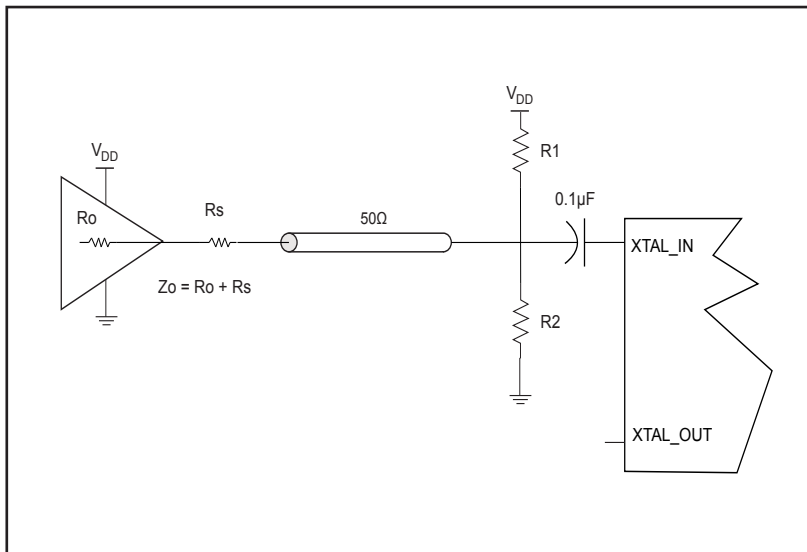 V_DD
Ro
Rs
Zo = Ro + Rs
50Ω
V_DD
R1
R2
0.1µF
XTAL_IN
XTAL_OUT